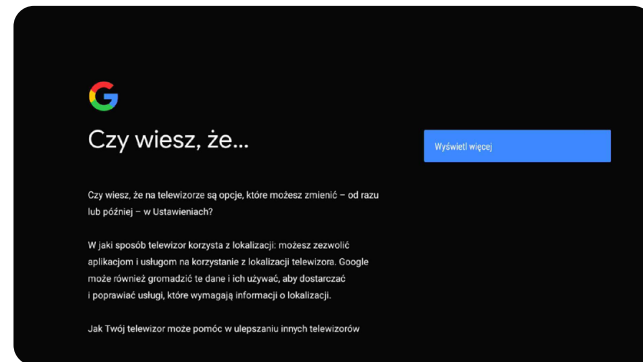 Czy wiesz, że...
Wyświetl więcej
Czy wiesz, że na telewizorze są opcje, które możesz zmienić – od razu
lub później – w Ustawieniach?
W jaki sposób telewizor korzysta z lokalizacji: możesz zezwolić
aplikacjom i usługom na korzystanie z lokalizacji telewizora. Google
może również gromadzić te dane i ich używać, aby dostarczać
i poprawiać usługi, które wymagają informacji o lokalizacji.
Jak Twój telewizor może pomóc w ulepszaniu innych telewizorów